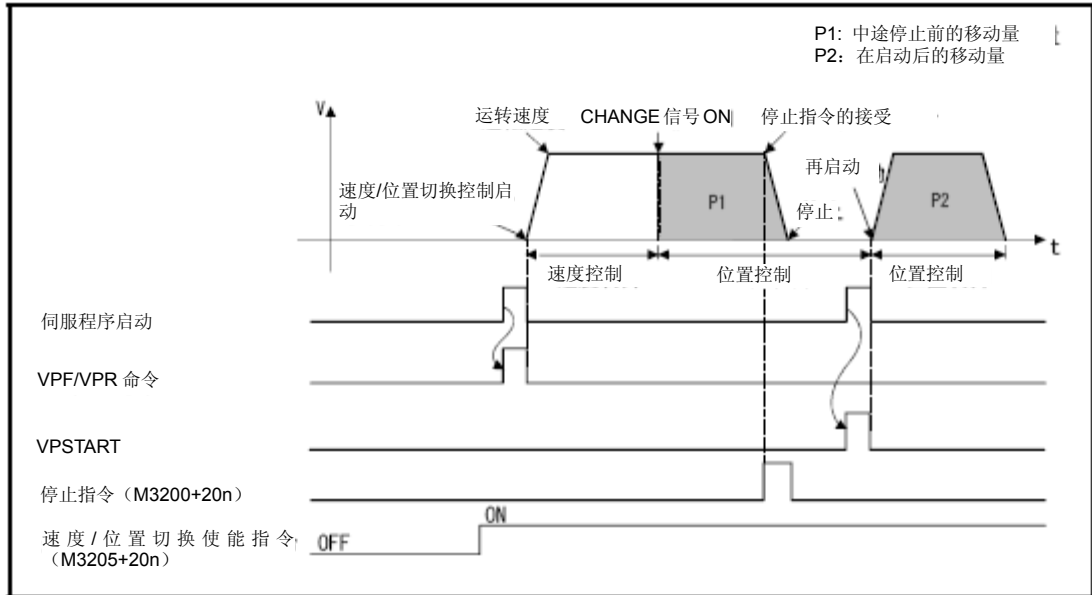 P1: 中途停止前的移动量
P2：在启动后的移动量
V
运转速度
CHANGE 信号 ON
停止指令的接受
再启动
速度/位置切换控制启
动
P1
停止
P2
t
速度控制
位置控制
位置控制
伺服程序启动
VPF/VPR 命令
VPSTART
停止指令（M3200+20n）
ON
速度/位置切换使能指令
OFF
（M3205+20n）